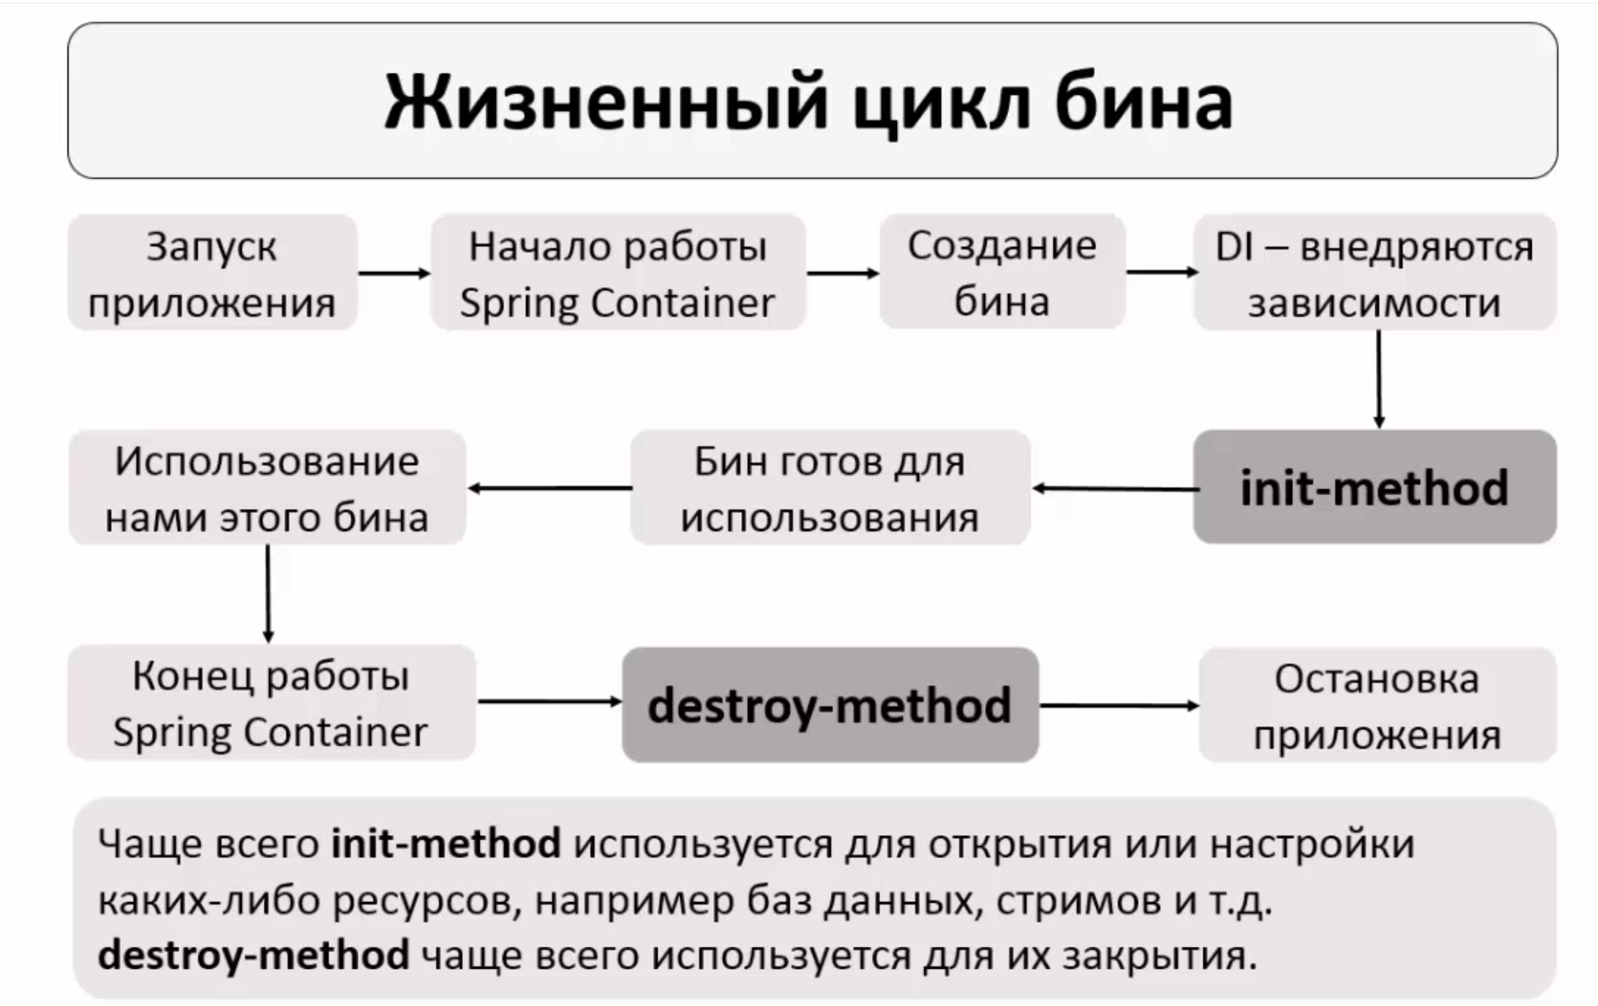 Жизненный цикл бина
Запуск
приложения
Начало работы
Spring Container
Создание
бина
DI – внедряются
зависимости
init-method
Бин готов для
использования
Использование
нами этого бина
Конец работы
Spring Container
destroy-method
Остановка
приложения
Чаще всего init-method используется для открытия или настройки
каких-либо ресурсов, например баз данных, стримов и т.д.
destroy-method чаще всего используется для их закрытия.